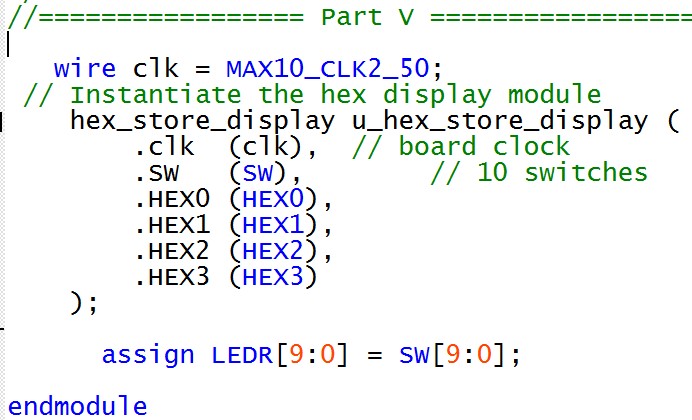 //================= Part V =================
wire clk = MAX10_CLK2_50;
// Instantiate the hex display module
hex_store_display u_hex_store_display (
.clk  (clk),  // board clock
.SW   (SW),        // 10 switches
.HEX0 (HEX0),
.HEX1 (HEX1),
.HEX2 (HEX2),
.HEX3 (HEX3)
);
assign LEDR[9:0] = SW[9:0];
endmodule